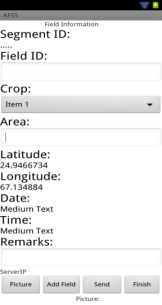 AFSS
Field Information
Segment ID:
.....
Field ID:
Crop:
Item 1
Area:
Latitude:
24.9466734
Longitude:
67.134884
Date:
Medium Text
Time:
Medium Text
Remarks:
ServerIP
Picture Add Field Send Finish
Picture: